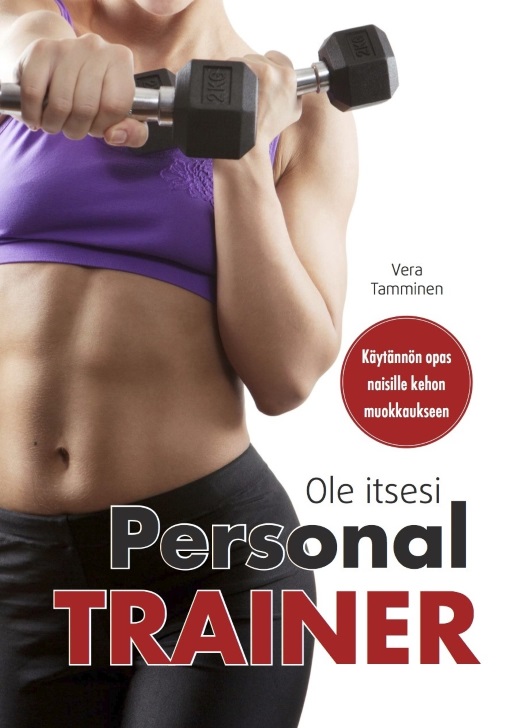 2KG
2KG
Vera
Tamminen
Käytännön opas
naisille kehon
muokkaukseen
Ole itsesi
Personal
TRAINER